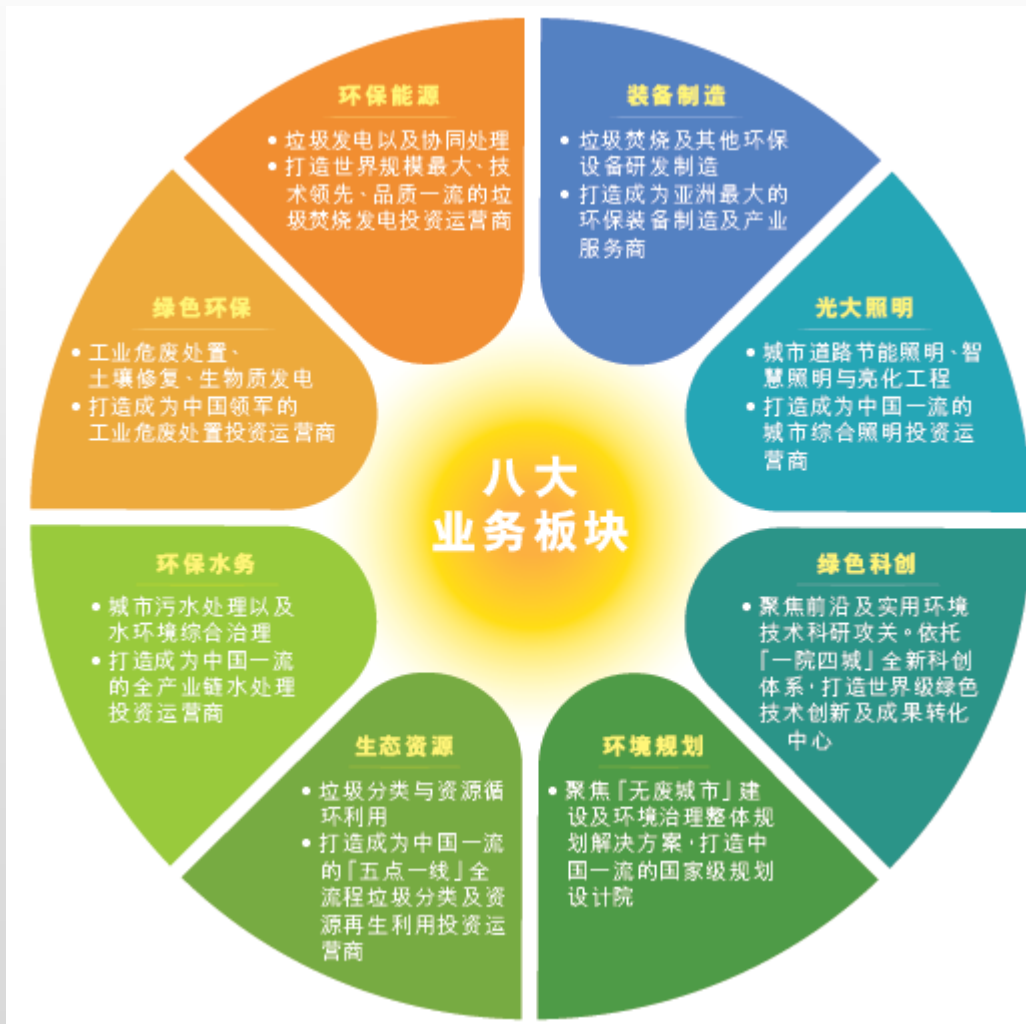 环保能源
• 垃圾发电以及协同处理
• 打造世界规模最大、技
术领先、品质一流的垃
圾焚烧发电投资运营商
装备制造
• 垃圾焚烧及其他环保
设备研发制造
• 打造成为亚洲最大的
环保装备制造及产业
服务商
光大照明
• 城市道路节能照明、智
慧照明与亮化工程
• 打造成为中国一流的
城市综合照明投资运
营商
绿色科创
• 聚焦前沿及实用环境
技术科研攻关。依托
「一院四城」全新科创
体系,打造世界级绿色
技术创新及成果转化
中心
环境规划
• 聚焦「无废城市」建
设及环境治理整体规
划解决方案,打造中
国一流的国家级规划
设计院
生态资源
• 垃圾分类与资源循
环利用
• 打造成为中国一流
的「五点一线」全
流程垃圾分类及资
源再生利用投资运
营商
环保水务
• 城市污水处理以及
水环境综合治理
• 打造成为中国一流
的全产业链水处理
投资运营商
绿色环保
• 工业危废处置、
土壤修复、生物质发电
• 打造成为中国领军的
工业危废处置投资运营商
八大
业务板块